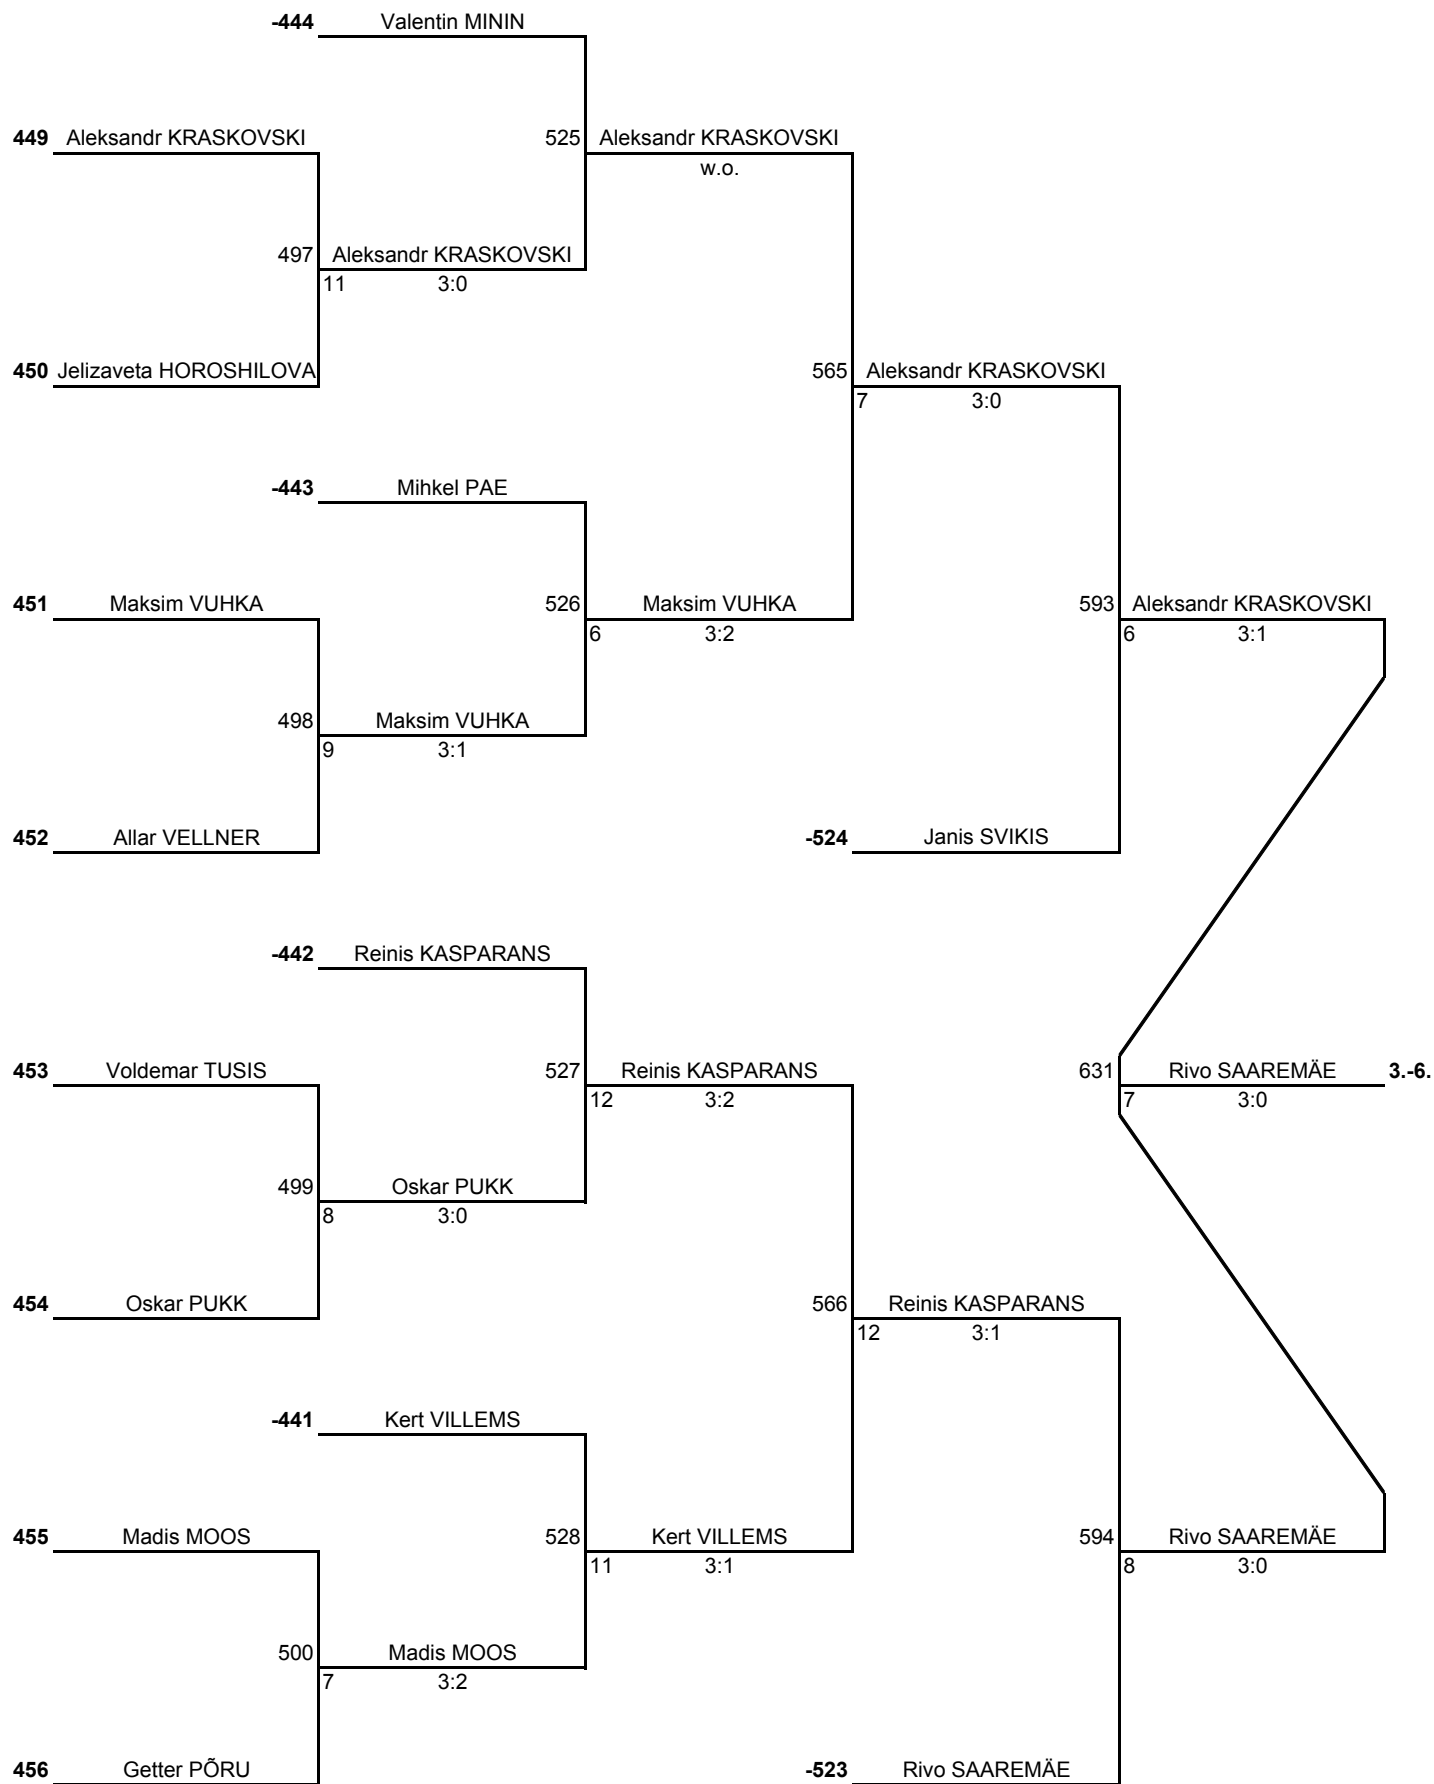 -444 Valentin MININ
449 Aleksandr KRASKOVSKI 525 Aleksandr KRASKOVSKI
w.o.
497 Aleksandr KRASKOVSKI
11 3:0
450 Jelizaveta HOROSHILOVA 565 Aleksandr KRASKOVSKI
7 3:0
-443 Mihkel PAE
451 Maksim VUHKA 526 Maksim VUHKA 593 Aleksandr KRASKOVSKI
6 3:2 6 3:1
498 Maksim VUHKA
9 3:1
452 Allar VELLNER -524 Janis SVIKIS
-442 Reinis KASPARANS
453 Voldemar TUSIS 527 Reinis KASPARANS 631 Rivo SAAREMÄE 3.-6.
12 3:2 7 3:0
499 Oskar PUKK
8 3:0
454 Oskar PUKK 566 Reinis KASPARANS
12 3:1
-441 Kert VILLEMS
455 Madis MOOS 528 Kert VILLEMS 594 Rivo SAAREMÄE
11 3:1 8 3:0
500 Madis MOOS
7 3:2
456 Getter PÕRU -523 Rivo SAAREMÄE